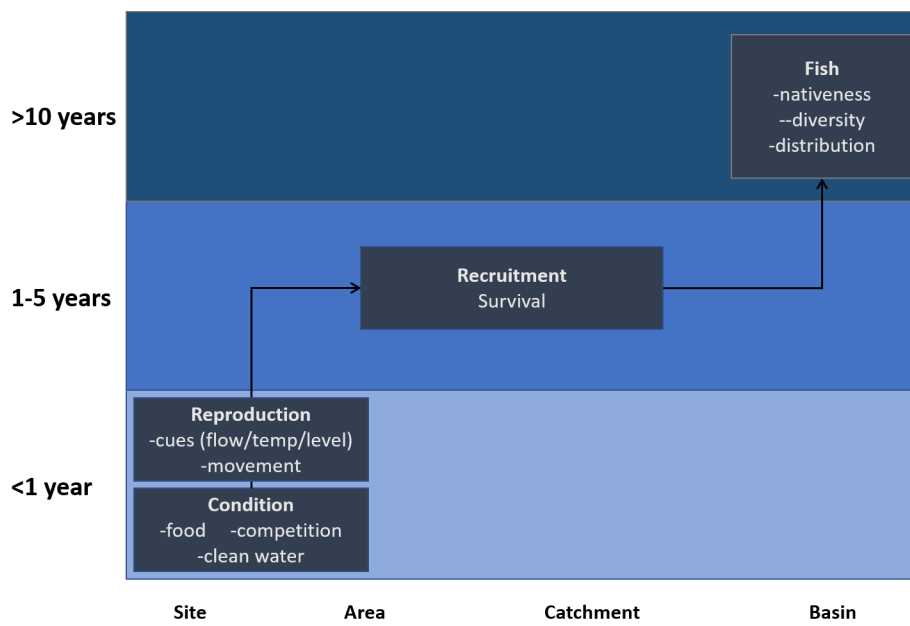 >10 years
Fish
-nativeness
--diversity
-distribution
1-5 years
Recruitment
Survival
<1 year
Reproduction
-cues (flow/temp/level)
-movement
Condition
-food -competition
-clean water
Site Area Catchment Basin